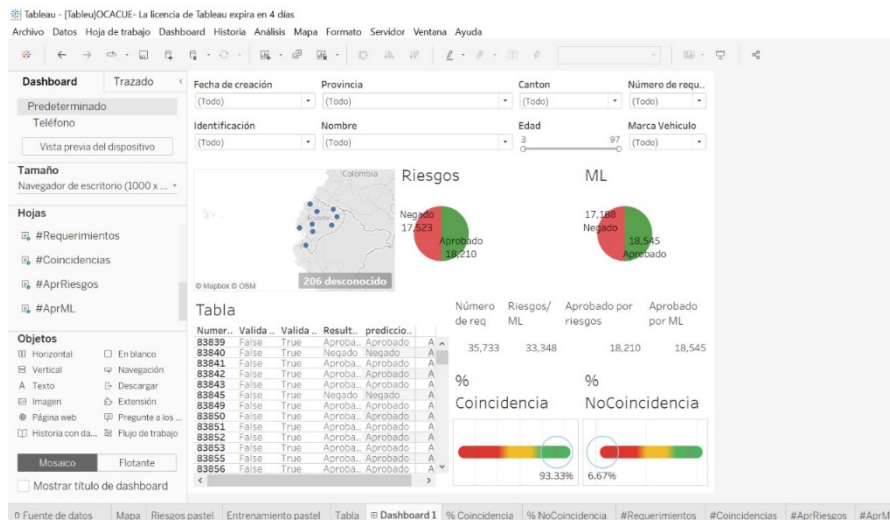 Tableau - [Tableu]OCACUE- La licencia de Tableau expira en 4 días
Archivo Datos Hoja de trabajo Dashboard Historia Análisis Mapa Formato Servidor Ventana Ayuda
Dashboard Trazado <
Predeterminado
Teléfono
Vista previa del dispositivo
Tamaño
Navegador de escritorio (1000 x ...
Hojas
#Requerimientos
#Coincidencias
#AprRiesgos
#AprML
Objetos
Horizontal En blanco
Vertical Navegación
A Texto Descargar
Imagen Extensión
Página web Pregunte a los ...
Historia con da... Flujo de trabajo
Mosaico Flotante
Mostrar título de dashboard
Fecha de creación Provincia Canton Número de requ..
(Todo) (Todo) (Todo) (Todo)
Identificación Nombre Edad Marca Vehiculo
(Todo) (Todo) 3 97 (Todo)
Colombia
Ecuador
206 desconocido
© Mapbox © OSM
Riesgos
Negado
17,523
Aprobado
18,210
ML
17,188
Negado
18,545
Aprobado
Tabla
Numer.. Valida .. Valida .. Result.. prediccio..
83839 False True Aproba.. Aprobado A
83840 False True Negado Negado A
83841 False True Aproba.. Aprobado A
83842 False True Aproba.. Aprobado A
83843 False True Aproba.. Aprobado A
83845 False True Negado Negado A
83849 False True Aproba.. Aprobado A
83850 False True Aproba.. Aprobado A
83851 False True Aproba.. Aprobado A
83852 False True Aproba.. Aprobado A
83853 False True Aproba.. Aprobado A
83855 False True Aproba.. Aprobado A
83856 False True Aproba.. Aprobado A
Número de req Riesgos/ ML Aprobado por riesgos Aprobado por ML
35,733 33,348 18,210 18,545
% Coincidencia
93.33%
% NoCoincidencia
6.67%
Fuente de datos Mapa Riesgos pastel Entrenamiento pastel Tabla Dashboard 1 % Coincidencia % NoCoincidencia #Requerimientos #Coincidencias #AprRiesgos #AprM